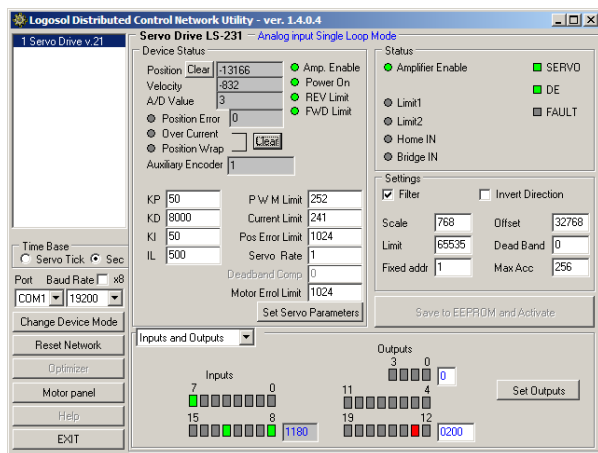 Logosol Distributed Control Network Utility - ver. 1.4.0.4
1 Servo Drive v.21
Servo Drive LS-231 - Analog input Single Loop Mode
Device Status
Position Clear -13166
Velocity -832
A/D Value 3
Position Error 0
Over Current
Position Wrap
Clear
Auxiliary Encoder 1
Amp. Enable
Power On
REV Limit
FWD Limit
KP 50
KD 8000
KI 50
IL 500
P W M Limit 252
Current Limit 241
Pos Error Limit 1024
Servo Rate 1
Deadband Comp. 0
Motor Errol Limit 1024
Set Servo Parameters
Status
Amplifier Enable
SERVO
DE
FAULT
Limit1
Limit2
Home IN
Bridge IN
Settings
Filter
Invert Direction
Scale 768
Offset 32768
Limit 65535
Dead Band 0
Fixed addr 1
Max Acc 256
Save to EEPROM and Activate
Time Base
Servo Tick Sec
Port Baud Rate x8
COM1 19200
Change Device Mode
Reset Network
Optimizer
Motor panel
Help
EXIT
Inputs and Outputs
Inputs
7 0
15 8
1180
Outputs
3 0
0
11 4
19 12
0200
Set Outputs